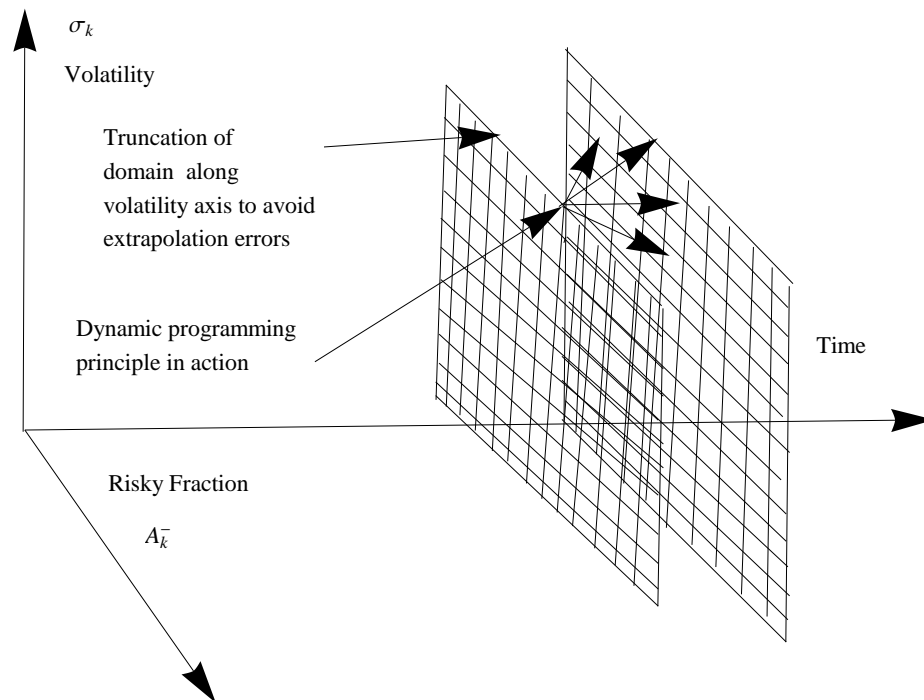 σ_k
Volatility
Truncation of
domain along
volatility axis to avoid
extrapolation errors
Dynamic programming
principle in action
Time
Risky Fraction
A_k^-